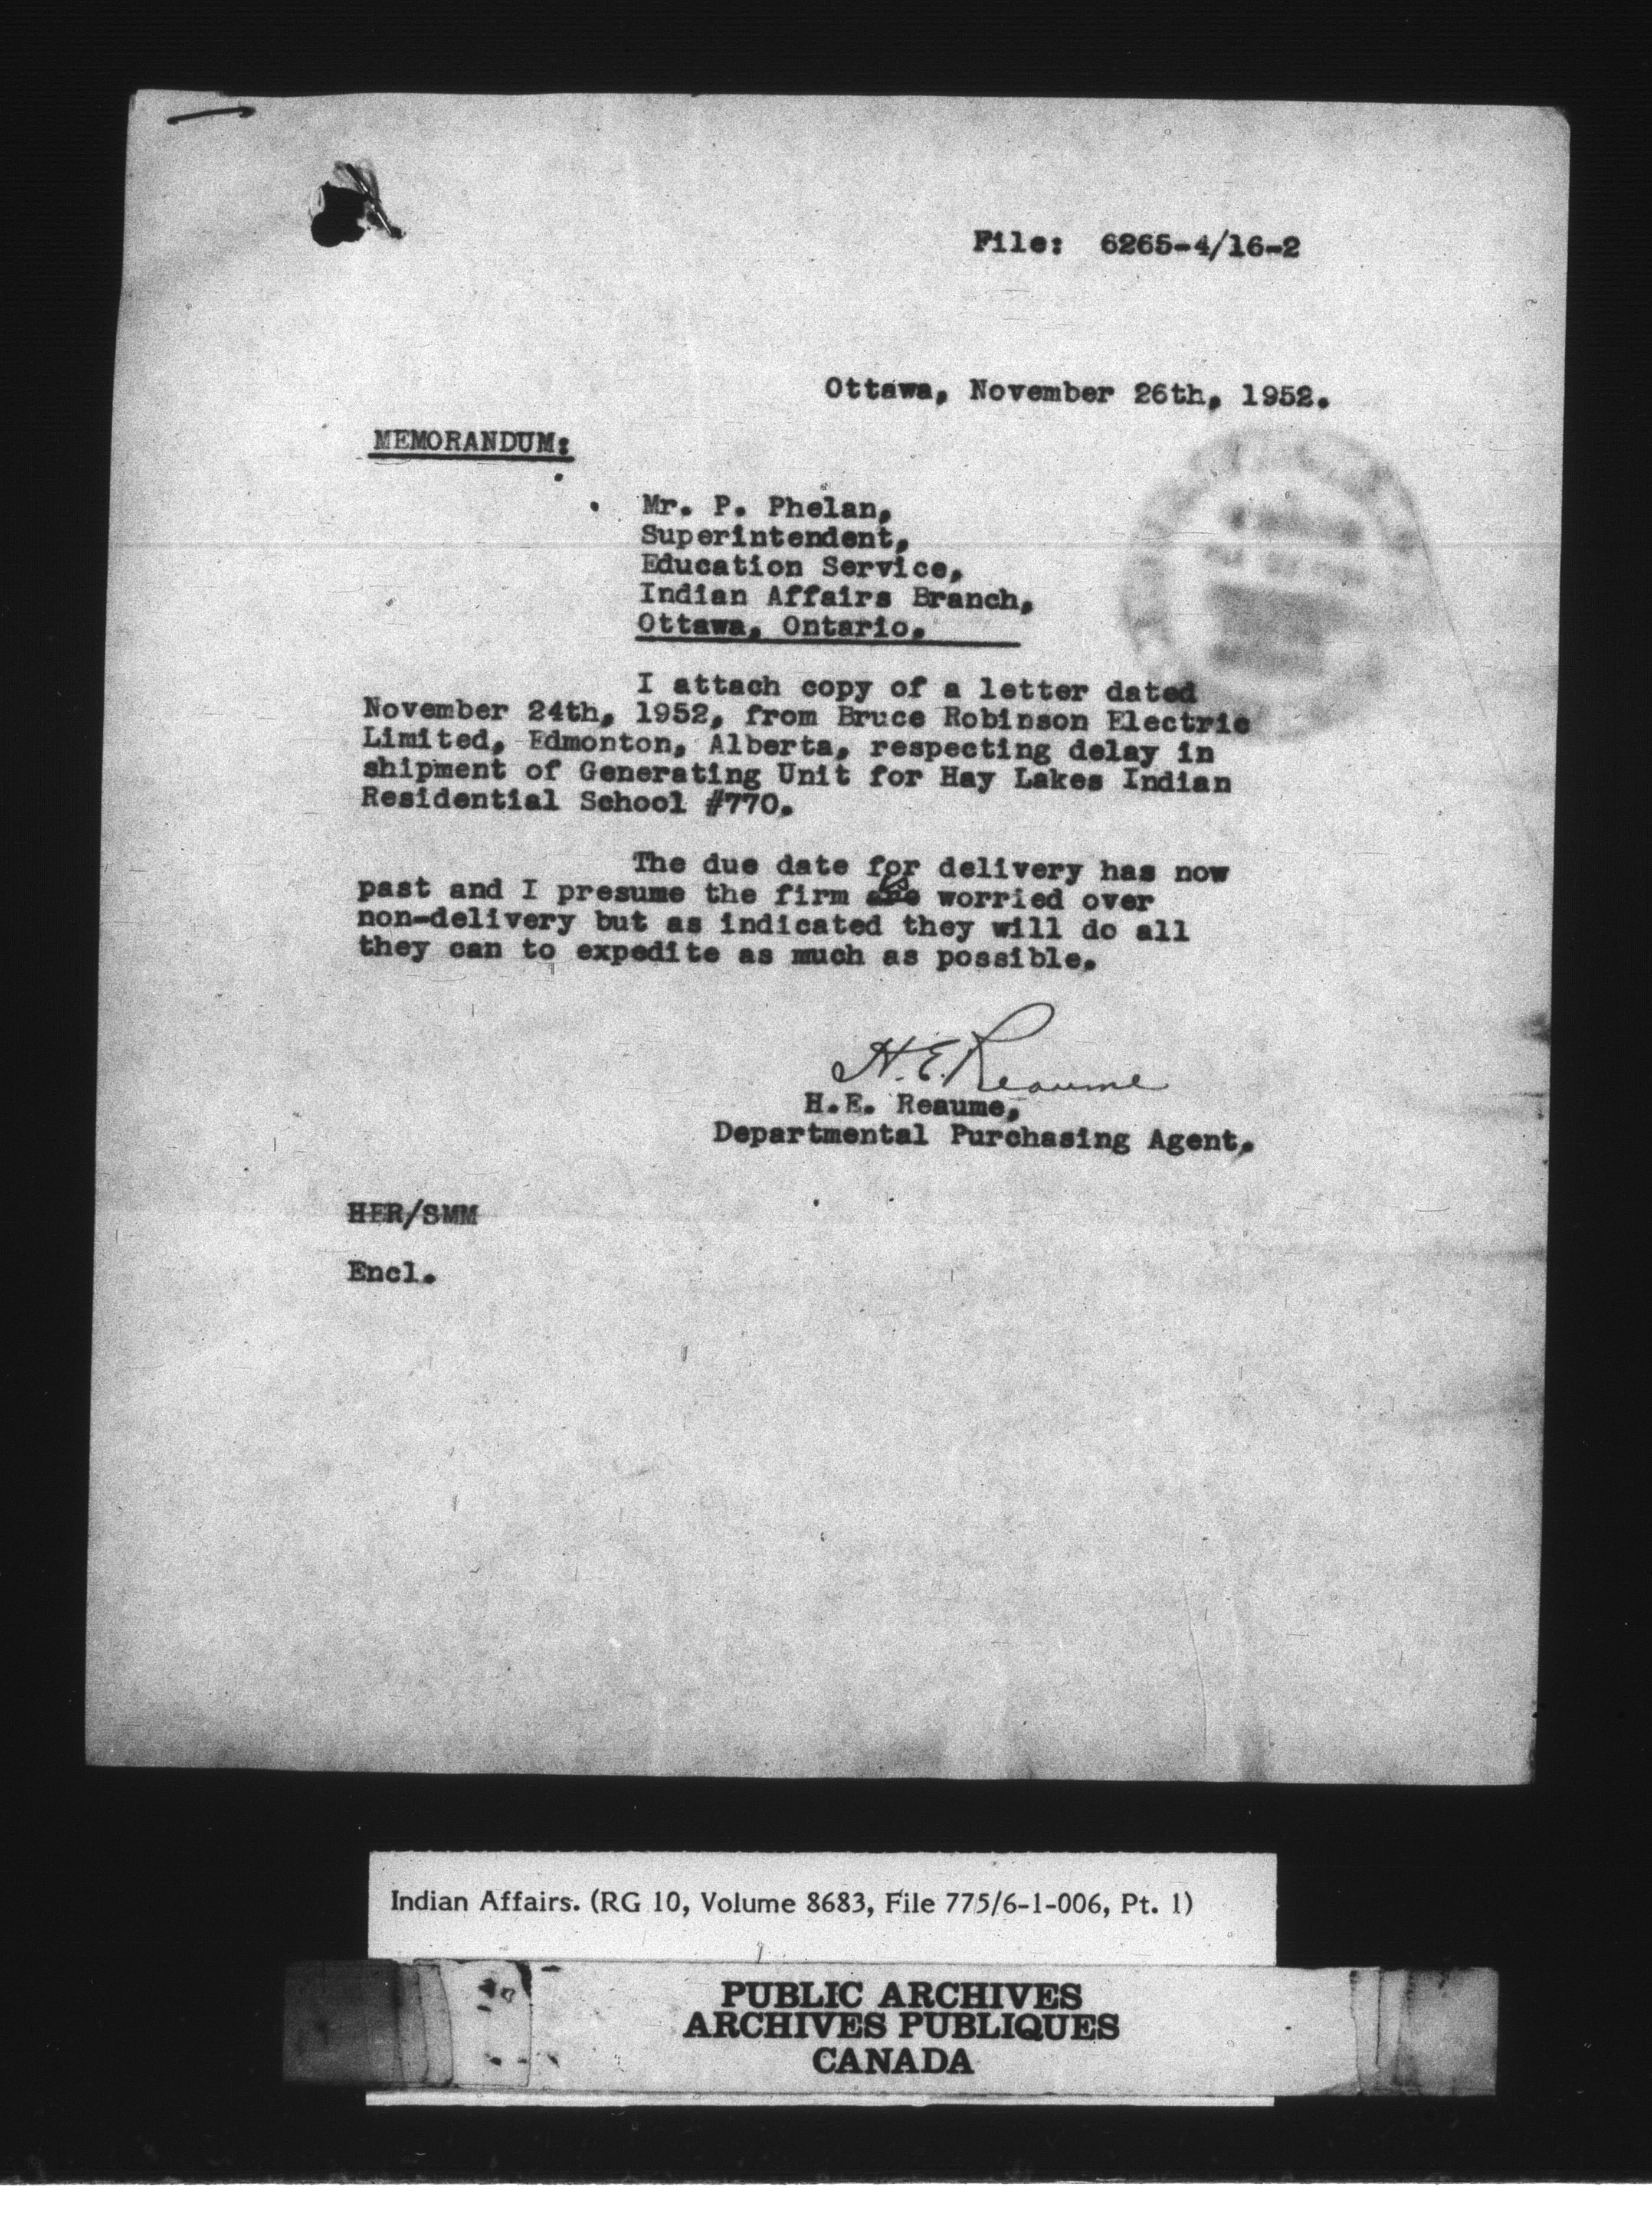 File: 6265-4/16-2
Ottawa, November 26th, 1952.
MEMORANDUM:
Mr. P. Phelan,
Superintendent,
Education Service,
Indian Affairs Branch,
Ottawa, Ontario.
I attach copy of a letter dated
November 24th, 1952, from Bruce Robinson Electric
Limited, Edmonton, Alberta, respecting delay in
shipment of Generating Unit for Hay Lakes Indian
Residential School #770.
The due date for delivery has now
past and I presume the firm is worried over
non-delivery but as indicated they will do all
they can to expedite as much as possible.
H.E. Reaume
H.E. Reaume,
Departmental Purchasing Agent.
HER/SMM
Encl.
Indian Affairs. (RG 10, Volume 8683, File 775/6-1-006, Pt. 1)
PUBLIC ARCHIVES
ARCHIVES PUBLIQUES
CANADA